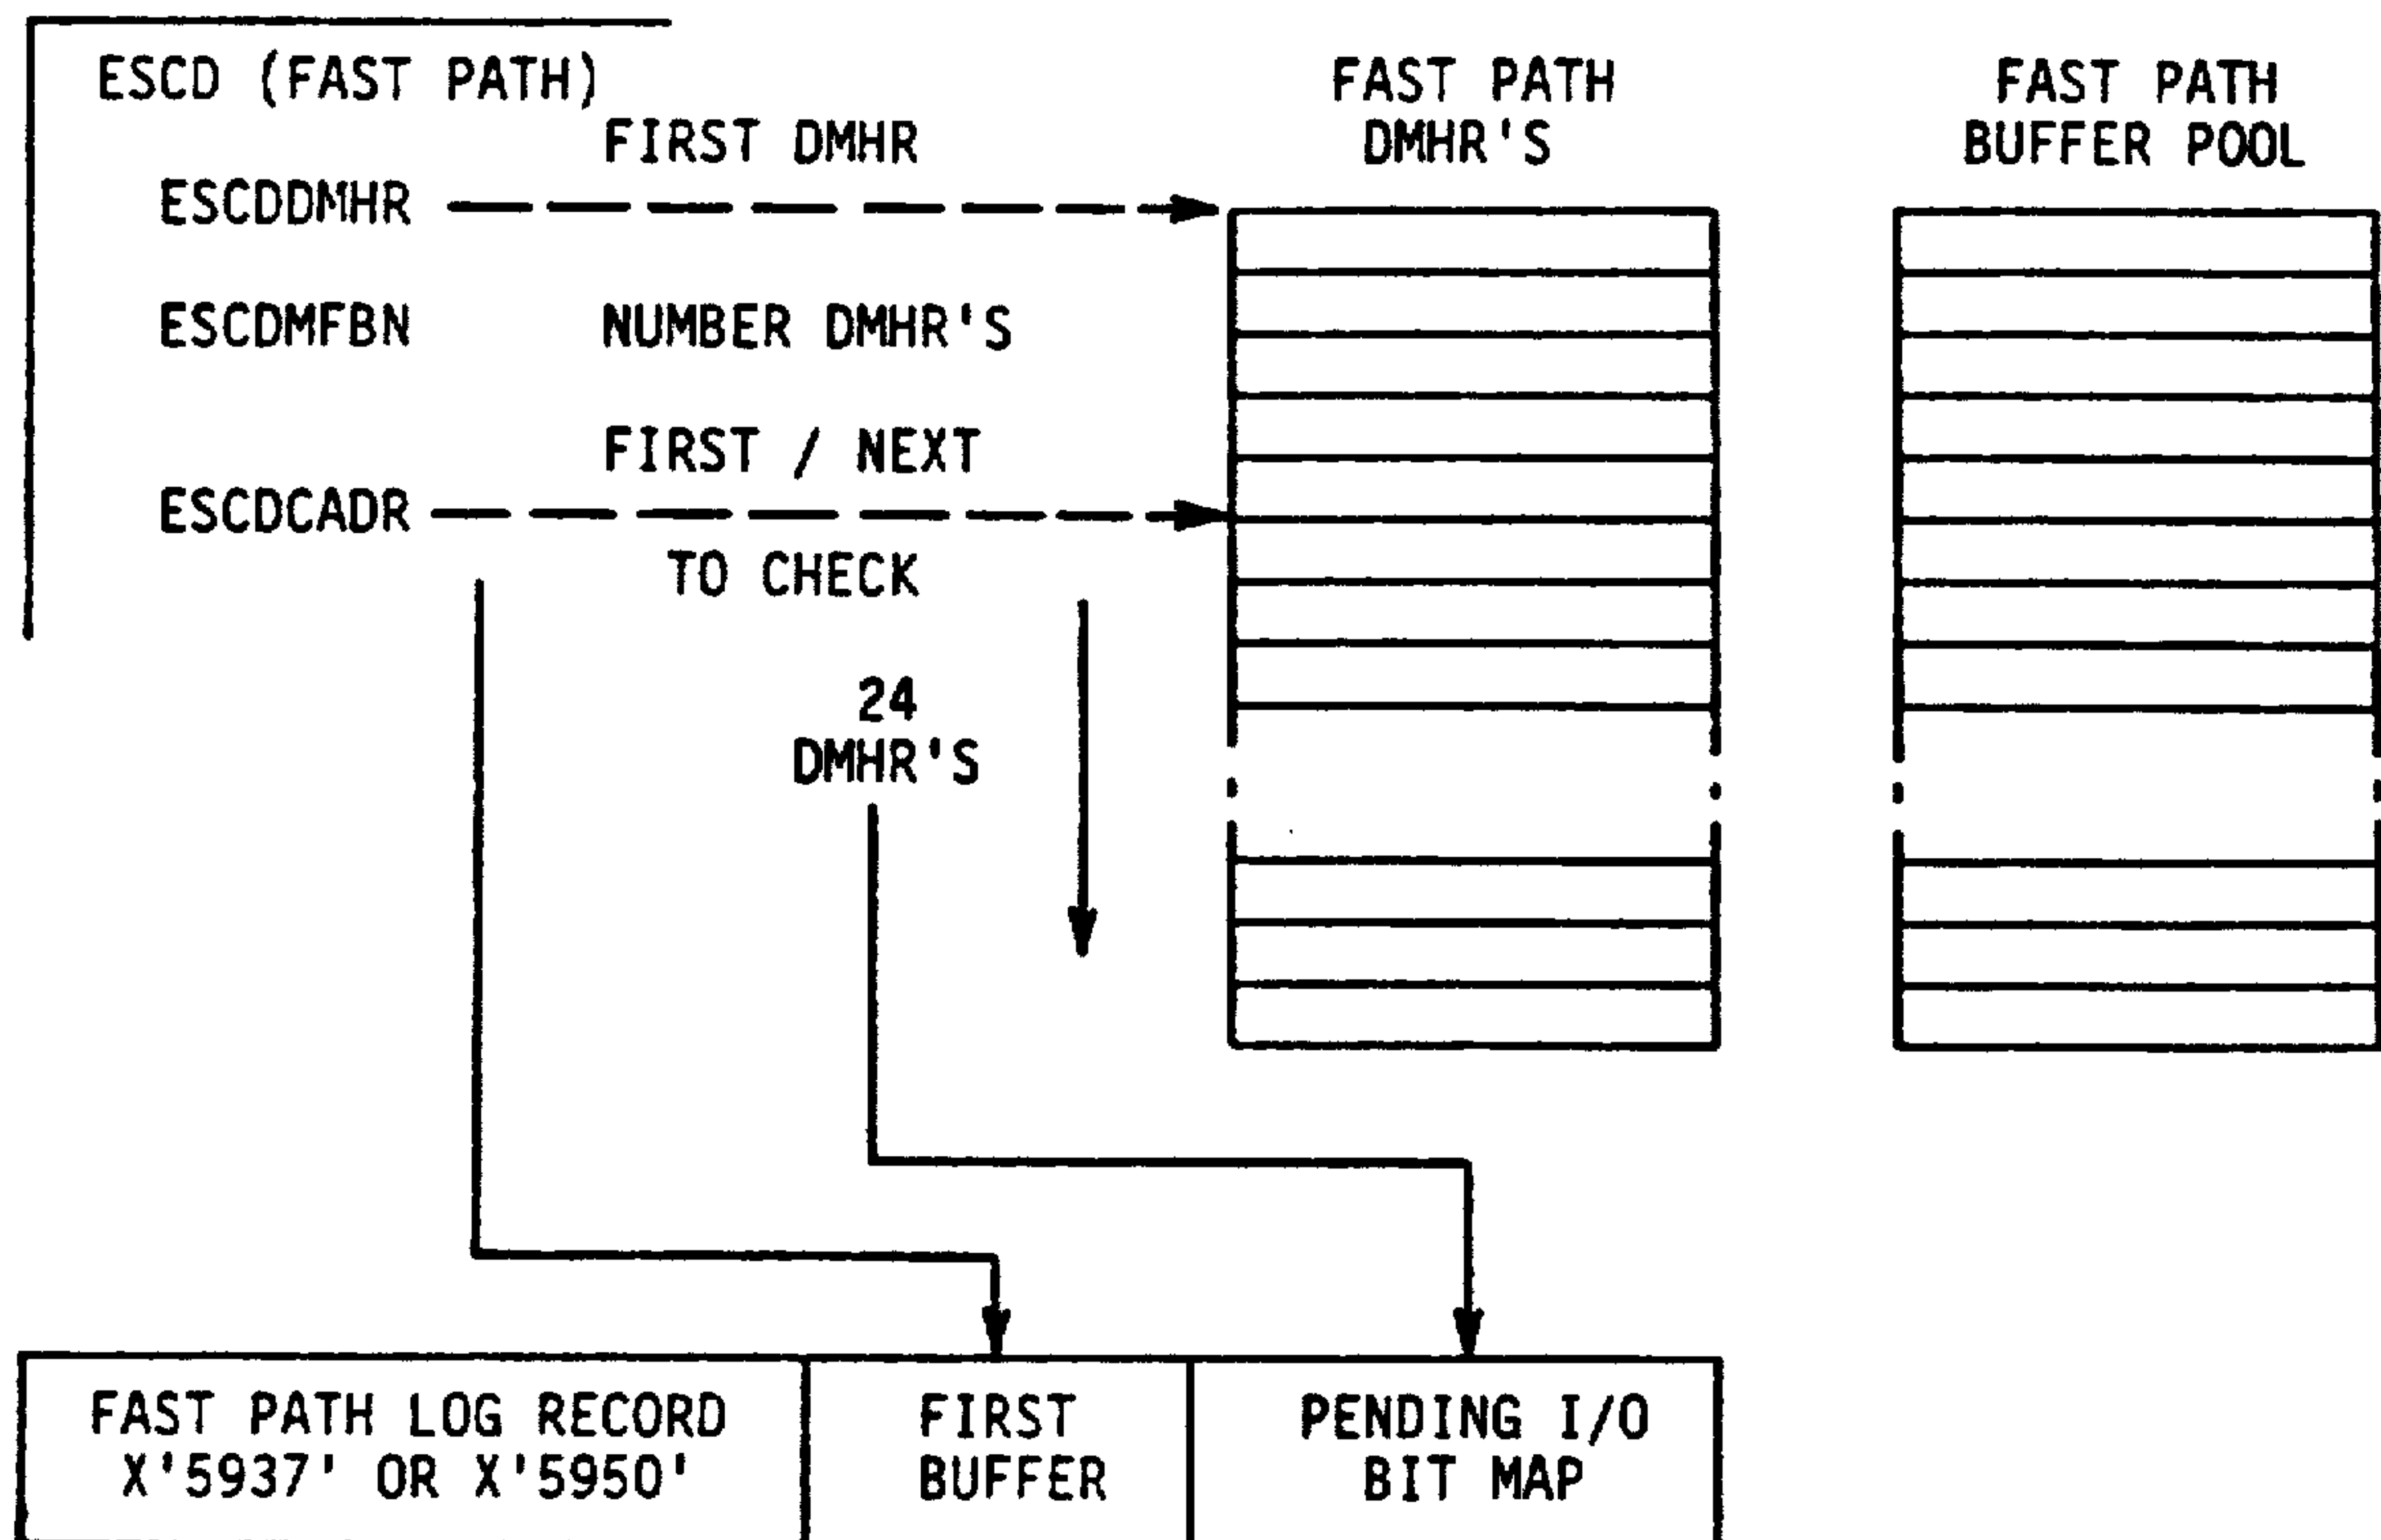 ESCD (FAST PATH)
FIRST DMHR
ESCDDMHR
ESCDMFBN
NUMBER DMHR'S
FIRST / NEXT
ESCDCADR
TO CHECK
24
DMHR'S
FAST PATH
DMHR'S
FAST PATH
BUFFER POOL
FAST PATH LOG RECORD
X'5937' OR X'5950'
FIRST
BUFFER
PENDING I/O
BIT MAP